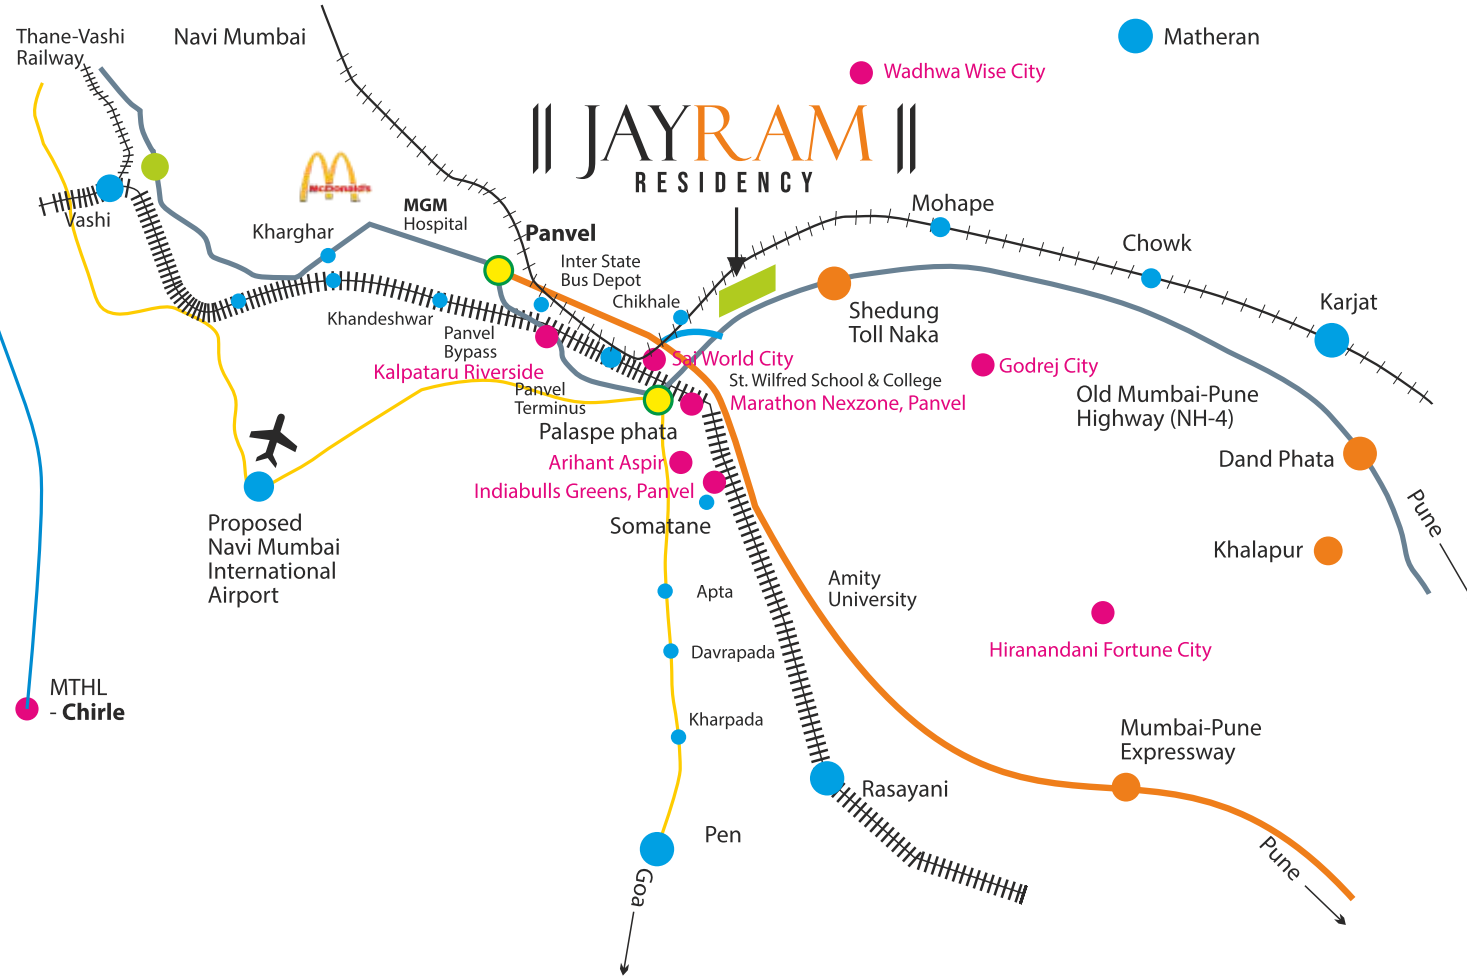 Thane-Vashi
Railway
Navi Mumbai
Matheran
Wadhwa Wise City
|| JAYRAM ||
RESIDENCY
McDonald's
Vashi
Kharghar
MGM
Hospital
Panvel
Inter State
Bus Depot
Chikhale
Mohape
Chowk
Karjat
Shedung
Toll Naka
Khandeshwar
Panvel
Bypass
Kalpataru Riverside
Sai World City
St. Wilfred School & College
Marathon Nexzone, Panvel
Godrej City
Old Mumbai-Pune
Highway (NH-4)
Panvel
Terminus
Palaspe phata
Arihant Aspir
Indiabulls Greens, Panvel
Somatane
Dand Phata
Pune
Khalapur
Proposed
Navi Mumbai
International
Airport
Apta
Amity
University
Davrapada
Hiranandani Fortune City
MTHL
- Chirle
Kharpada
Mumbai-Pune
Expressway
Rasayani
Pen
Goa
Pune